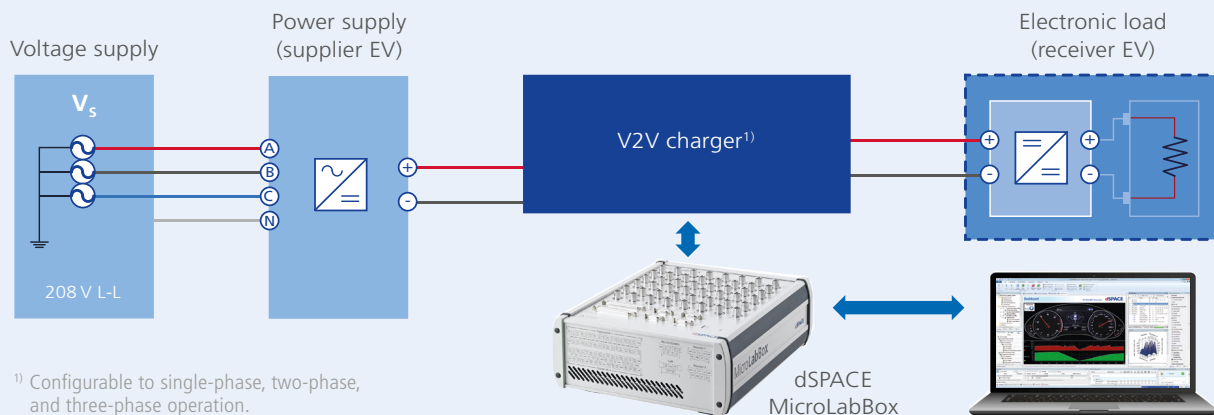 Voltage supply
Power supply
(supplier EV)
Electronic load
(receiver EV)
Vs
A
B
C
N
+
-
V2V charger1)
+
-
+
-
208 V L-L
MicroLabBox
dSPACE
dSPACE
MicroLabBox
1) Configurable to single-phase, two-phase,
and three-phase operation.